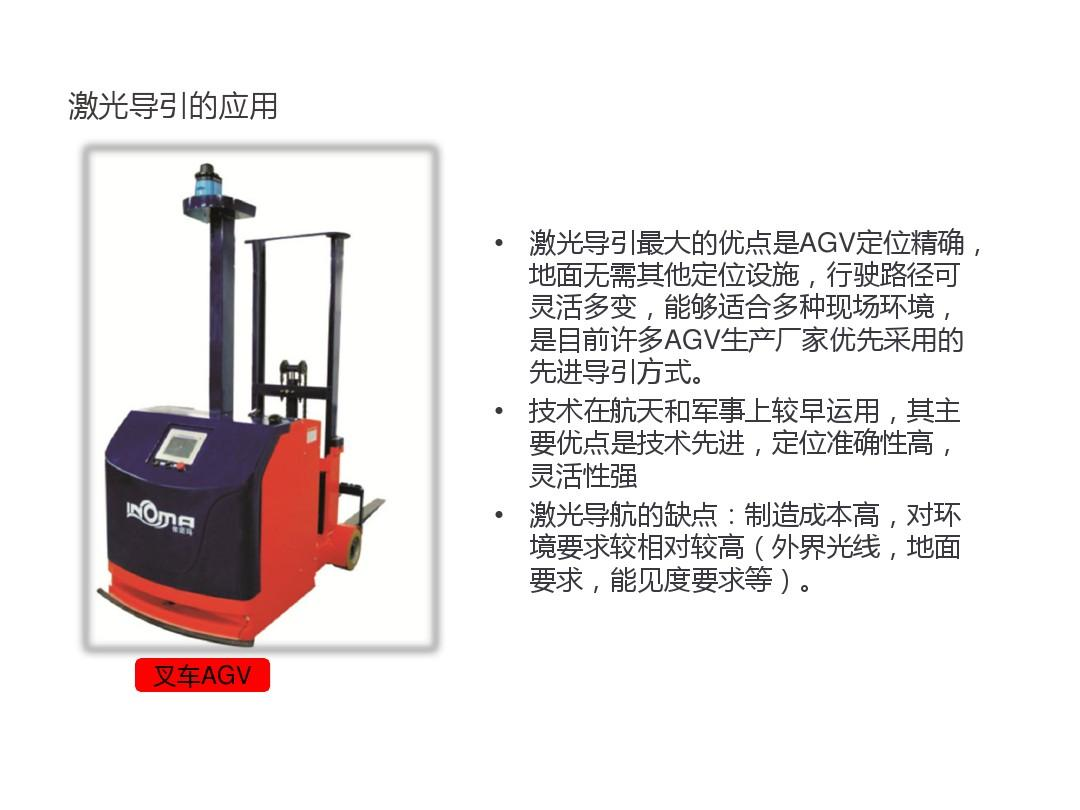 激光导引的应用
INOMA
叉车AGV
• 激光导引最大的优点是AGV定位精确，
地面无需其他定位设施，行驶路径可
灵活多变，能够适合多种现场环境，
是目前许多AGV生产厂家优先采用的
先进导引方式。
• 技术在航天和军事上较早运用，其主
要优点是技术先进，定位准确性高，
灵活性强
• 激光导航的缺点：制造成本高，对环
境要求较相对较高（外界光线，地面
要求，能见度要求等）。